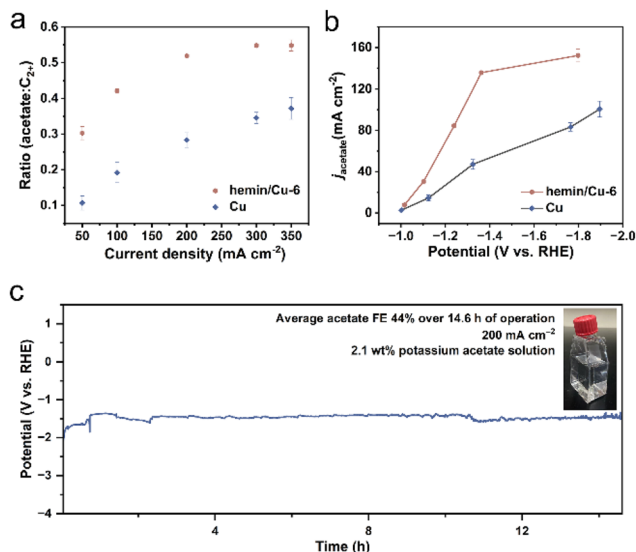 a
0.6
0.5
0.4
0.3
0.2
0.1
Ratio (acetate:C2+)
hemin/Cu-6
Cu
50 100 150 200 250 300 350
Current density (mA cm−2)
b
160
120
80
40
0
jacetate(mA cm−2)
hemin/Cu-6
Cu
−1.0 −1.2 −1.4 −1.6 −1.8 −2.0
Potential (V vs. RHE)
c
Average acetate FE 44% over 14.6 h of operation
200 mA cm−2
2.1 wt% potassium acetate solution
1
0
−1
−2
−3
−4
Potential (V vs. RHE)
4 8 12
Time (h)